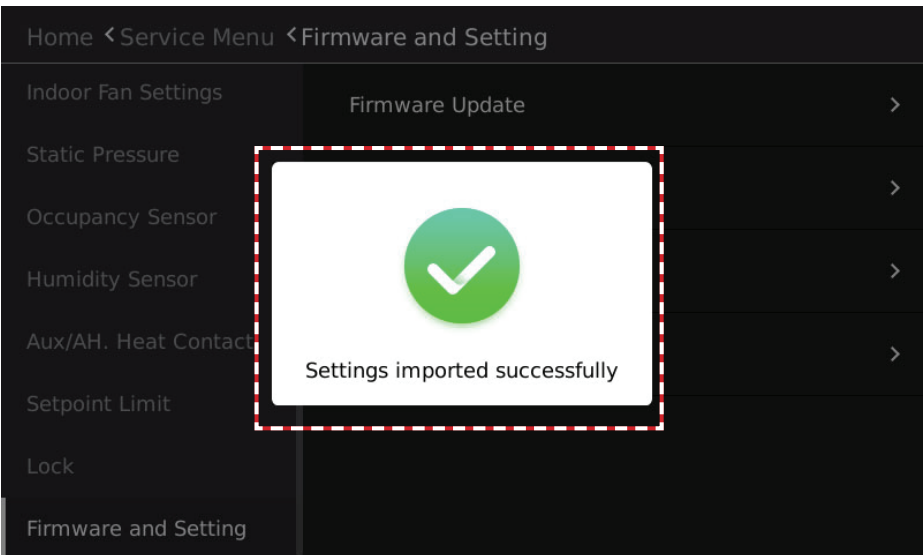 Home < Service Menu < Firmware and Setting
Indoor Fan Settings
Static Pressure
Occupancy Sensor
Humidity Sensor
Aux/AH. Heat Contact
Setpoint Limit
Lock
Firmware and Setting
Firmware Update >
>
>
>
Settings imported successfully